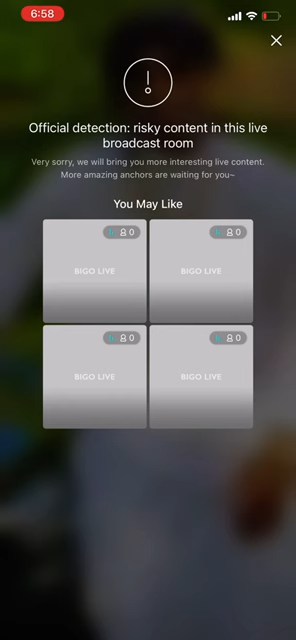 6:58
Official detection: risky content in this live
broadcast room
Very sorry, we will bring you more interesting live content.
More amazing anchors are waiting for you~
You May Like
0
0
BIGO LIVE
BIGO LIVE
0
0
BIGO LIVE
BIGO LIVE